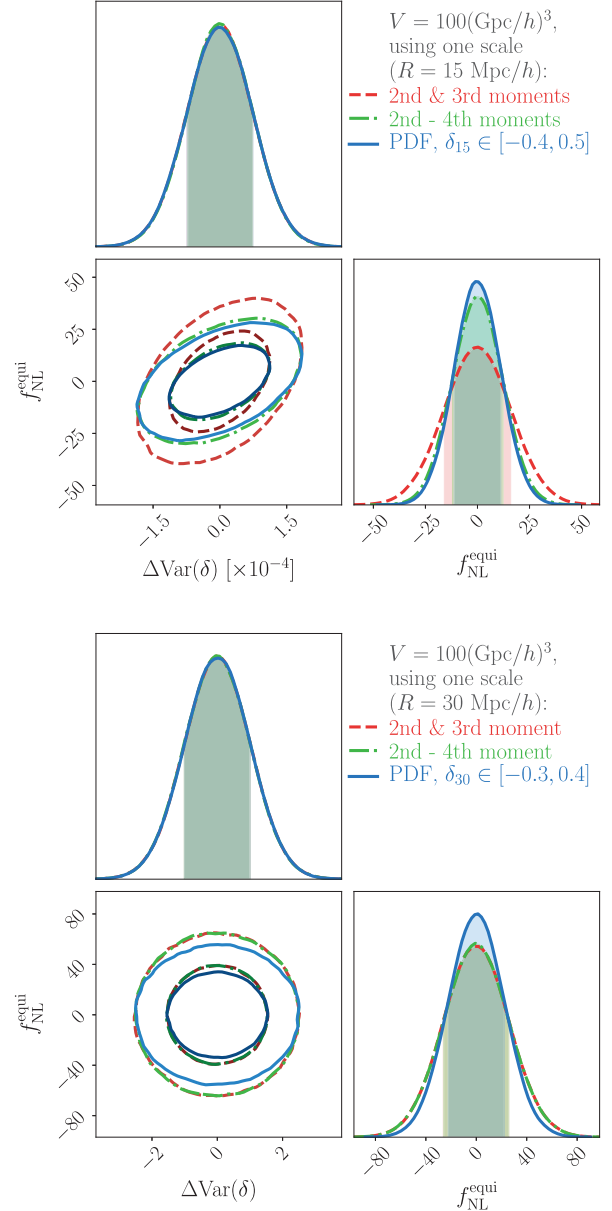 V = 100(Gpc/h)³,
using one scale
(R = 15 Mpc/h):
2nd & 3rd moments
2nd - 4th moments
PDF, δ₁₅ ∈ [−0.4, 0.5]
50
25
0
−25
−50
f_NL^equi
−1.5 0.0 1.5
ΔVar(δ) [×10⁻⁴]
−50 −25 0 25 50
f_NL^equi
V = 100(Gpc/h)³,
using one scale
(R = 30 Mpc/h):
2nd & 3rd moment
2nd - 4th moment
PDF, δ₃₀ ∈ [−0.3, 0.4]
80
40
0
−40
−80
f_NL^equi
−2 0 2
ΔVar(δ)
−80 −40 0 40 80
f_NL^equi